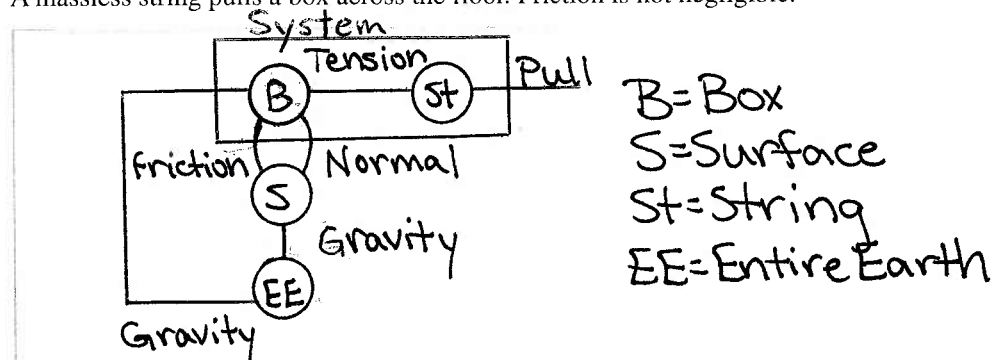 A massless string pulls a box across the floor. Friction is not negligible.
System
Tension
B
St
Pull
Friction
Normal
S
Gravity
EE
Gravity
B=Box
S=Surface
St=String
EE=Entire Earth